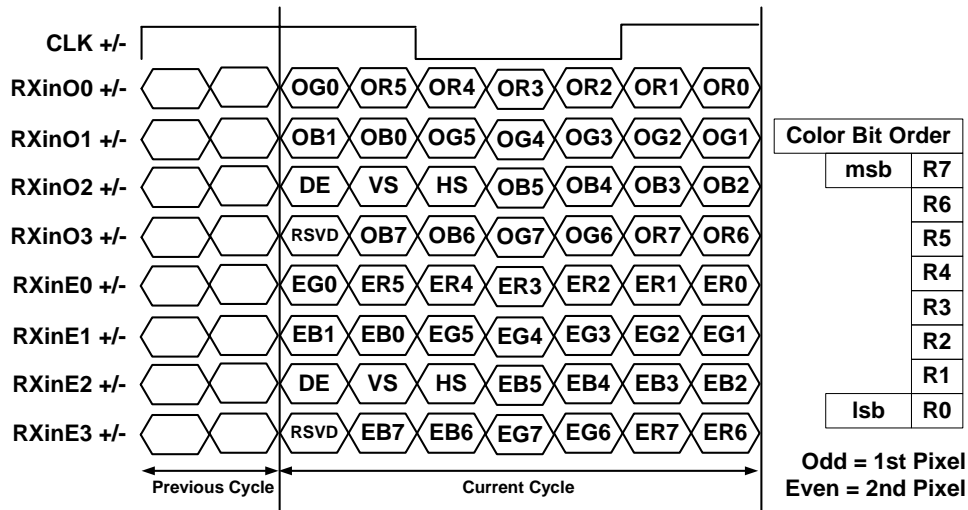 CLK +/-
RXinO0 +/- OG0 OR5 OR4 OR3 OR2 OR1 OR0
RXinO1 +/- OB1 OB0 OG5 OG4 OG3 OG2 OG1
RXinO2 +/- DE VS HS OB5 OB4 OB3 OB2
RXinO3 +/- RSVD OB7 OB6 OG7 OG6 OR7 OR6
RXinE0 +/- EG0 ER5 ER4 ER3 ER2 ER1 ER0
RXinE1 +/- EB1 EB0 EG5 EG4 EG3 EG2 EG1
RXinE2 +/- DE VS HS EB5 EB4 EB3 EB2
RXinE3 +/- RSVD EB7 EB6 EG7 EG6 ER7 ER6
Previous Cycle Current Cycle
Color Bit Order
msb R7
R6
R5
R4
R3
R2
R1
lsb R0
Odd = 1st Pixel
Even = 2nd Pixel